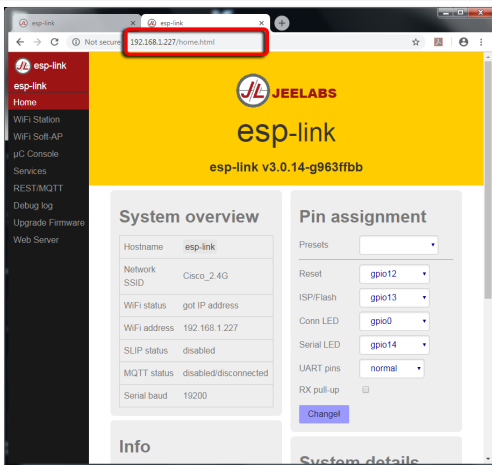 esp-link
esp-link
Not secure 192.168.1.227/home.html
esp-link
esp-link
Home
WiFi Station
WiFi Soft-AP
µC Console
Services
REST/MQTT
Debug log
Upgrade Firmware
Web Server
JEELABS
esp-link
esp-link v3.0.14-g963ffbb
System overview
Hostname esp-link
Network SSID Cisco_2.4G
WiFi status got IP address
WiFi address 192.168.1.227
SLIP status disabled
MQTT status disabled/disconnected
Serial baud 19200
Info
Pin assignment
Presets
Reset gpio12
ISP/Flash gpio13
Conn LED gpio0
Serial LED gpio14
UART pins normal
RX pull-up
Change!
System details